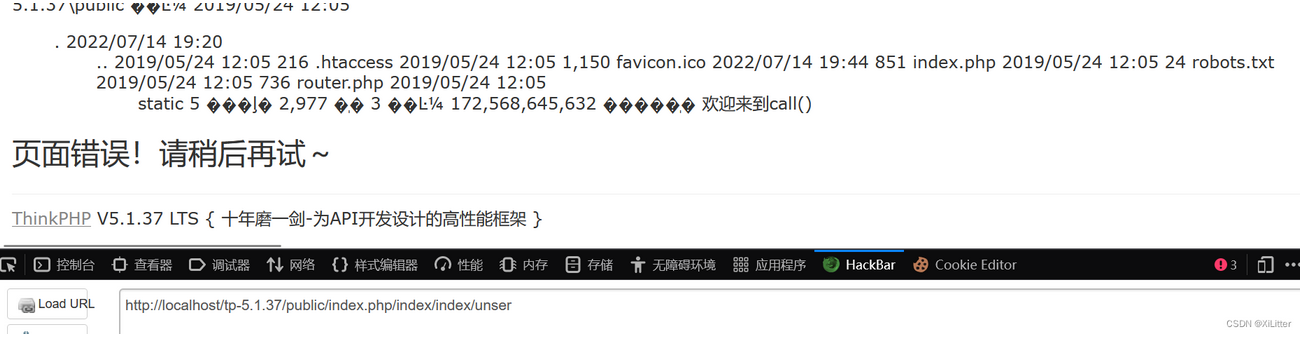 5.1.37\public ��Ŀ¼ 2019/05/24 12:05
. 2022/07/14 19:20
.. 2019/05/24 12:05 216 .htaccess 2019/05/24 12:05 1,150 favicon.ico 2022/07/14 19:44 851 index.php 2019/05/24 12:05 24 robots.txt
2019/05/24 12:05 736 router.php 2019/05/24 12:05
static 5 ���ļ� 2,977 �� 3 ��Ŀ¼ 172,568,645,632 ������ 欢迎来到call()
页面错误！请稍后再试～
ThinkPHP V5.1.37 LTS { 十年磨一剑-为API开发设计的高性能框架 }
控制台 查看器 调试器 网络 样式编辑器 性能 内存 存储 无障碍环境 应用程序 HackBar Cookie Editor 3
Load URL http://localhost/tp-5.1.37/public/index.php/index/index/unser
CSDN @XiLitter